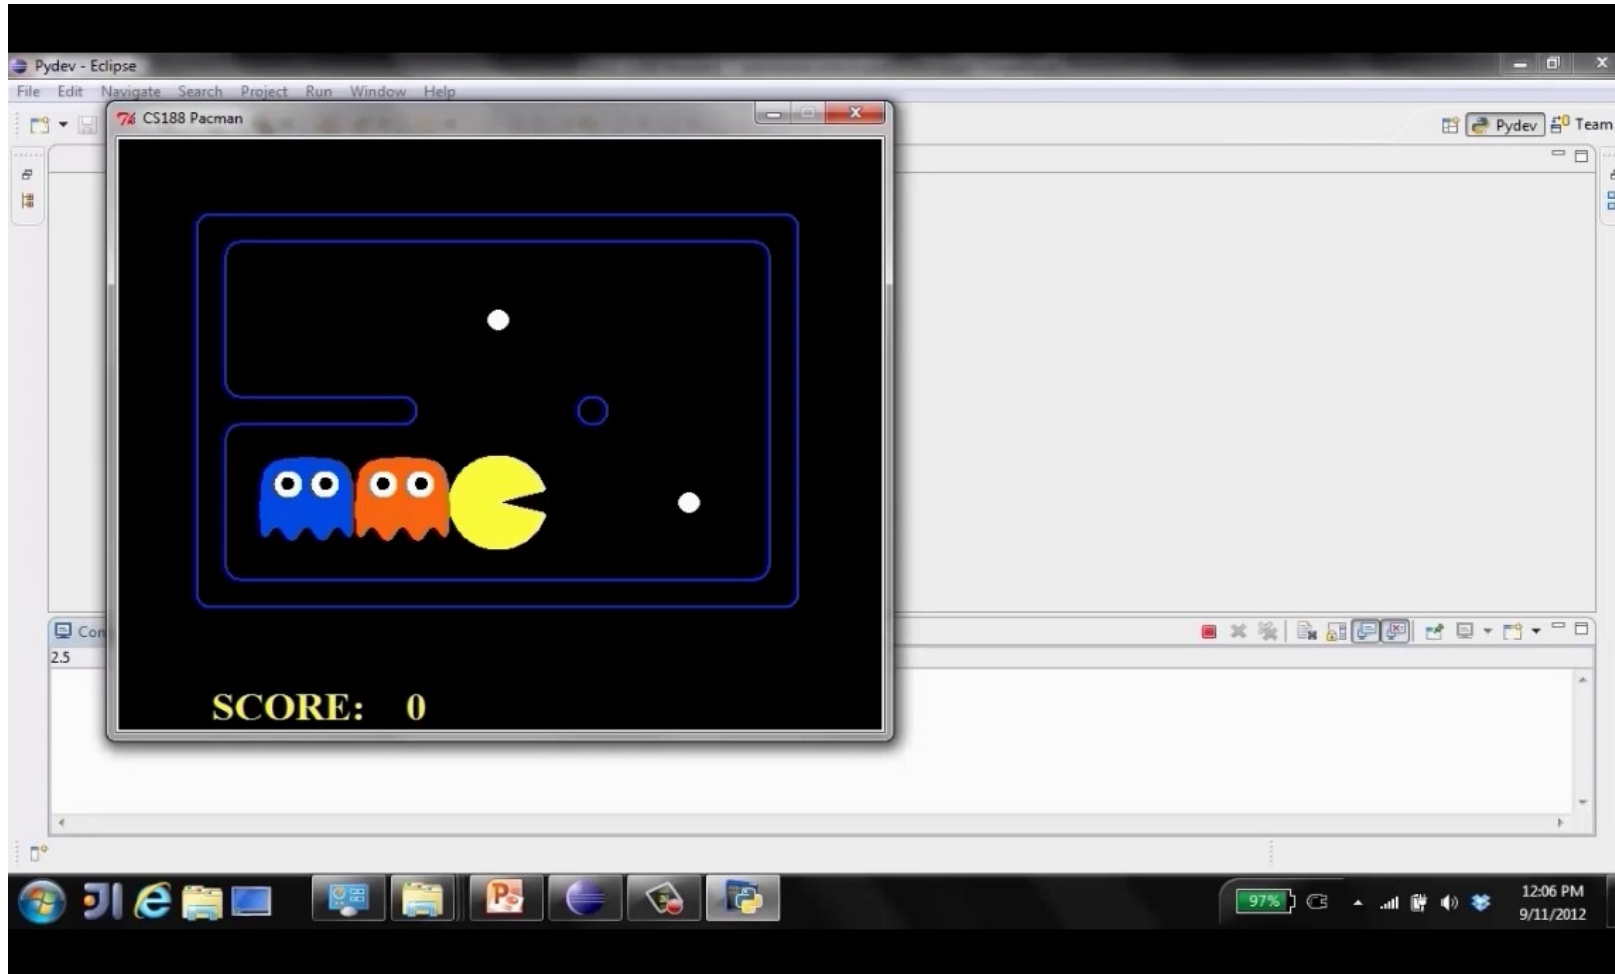 Pydev - Eclipse
File Edit Navigate Search Project Run Window Help
CS188 Pacman
Pydev Team
Con
2.5
SCORE: 0
97%
12:06 PM
9/11/2012